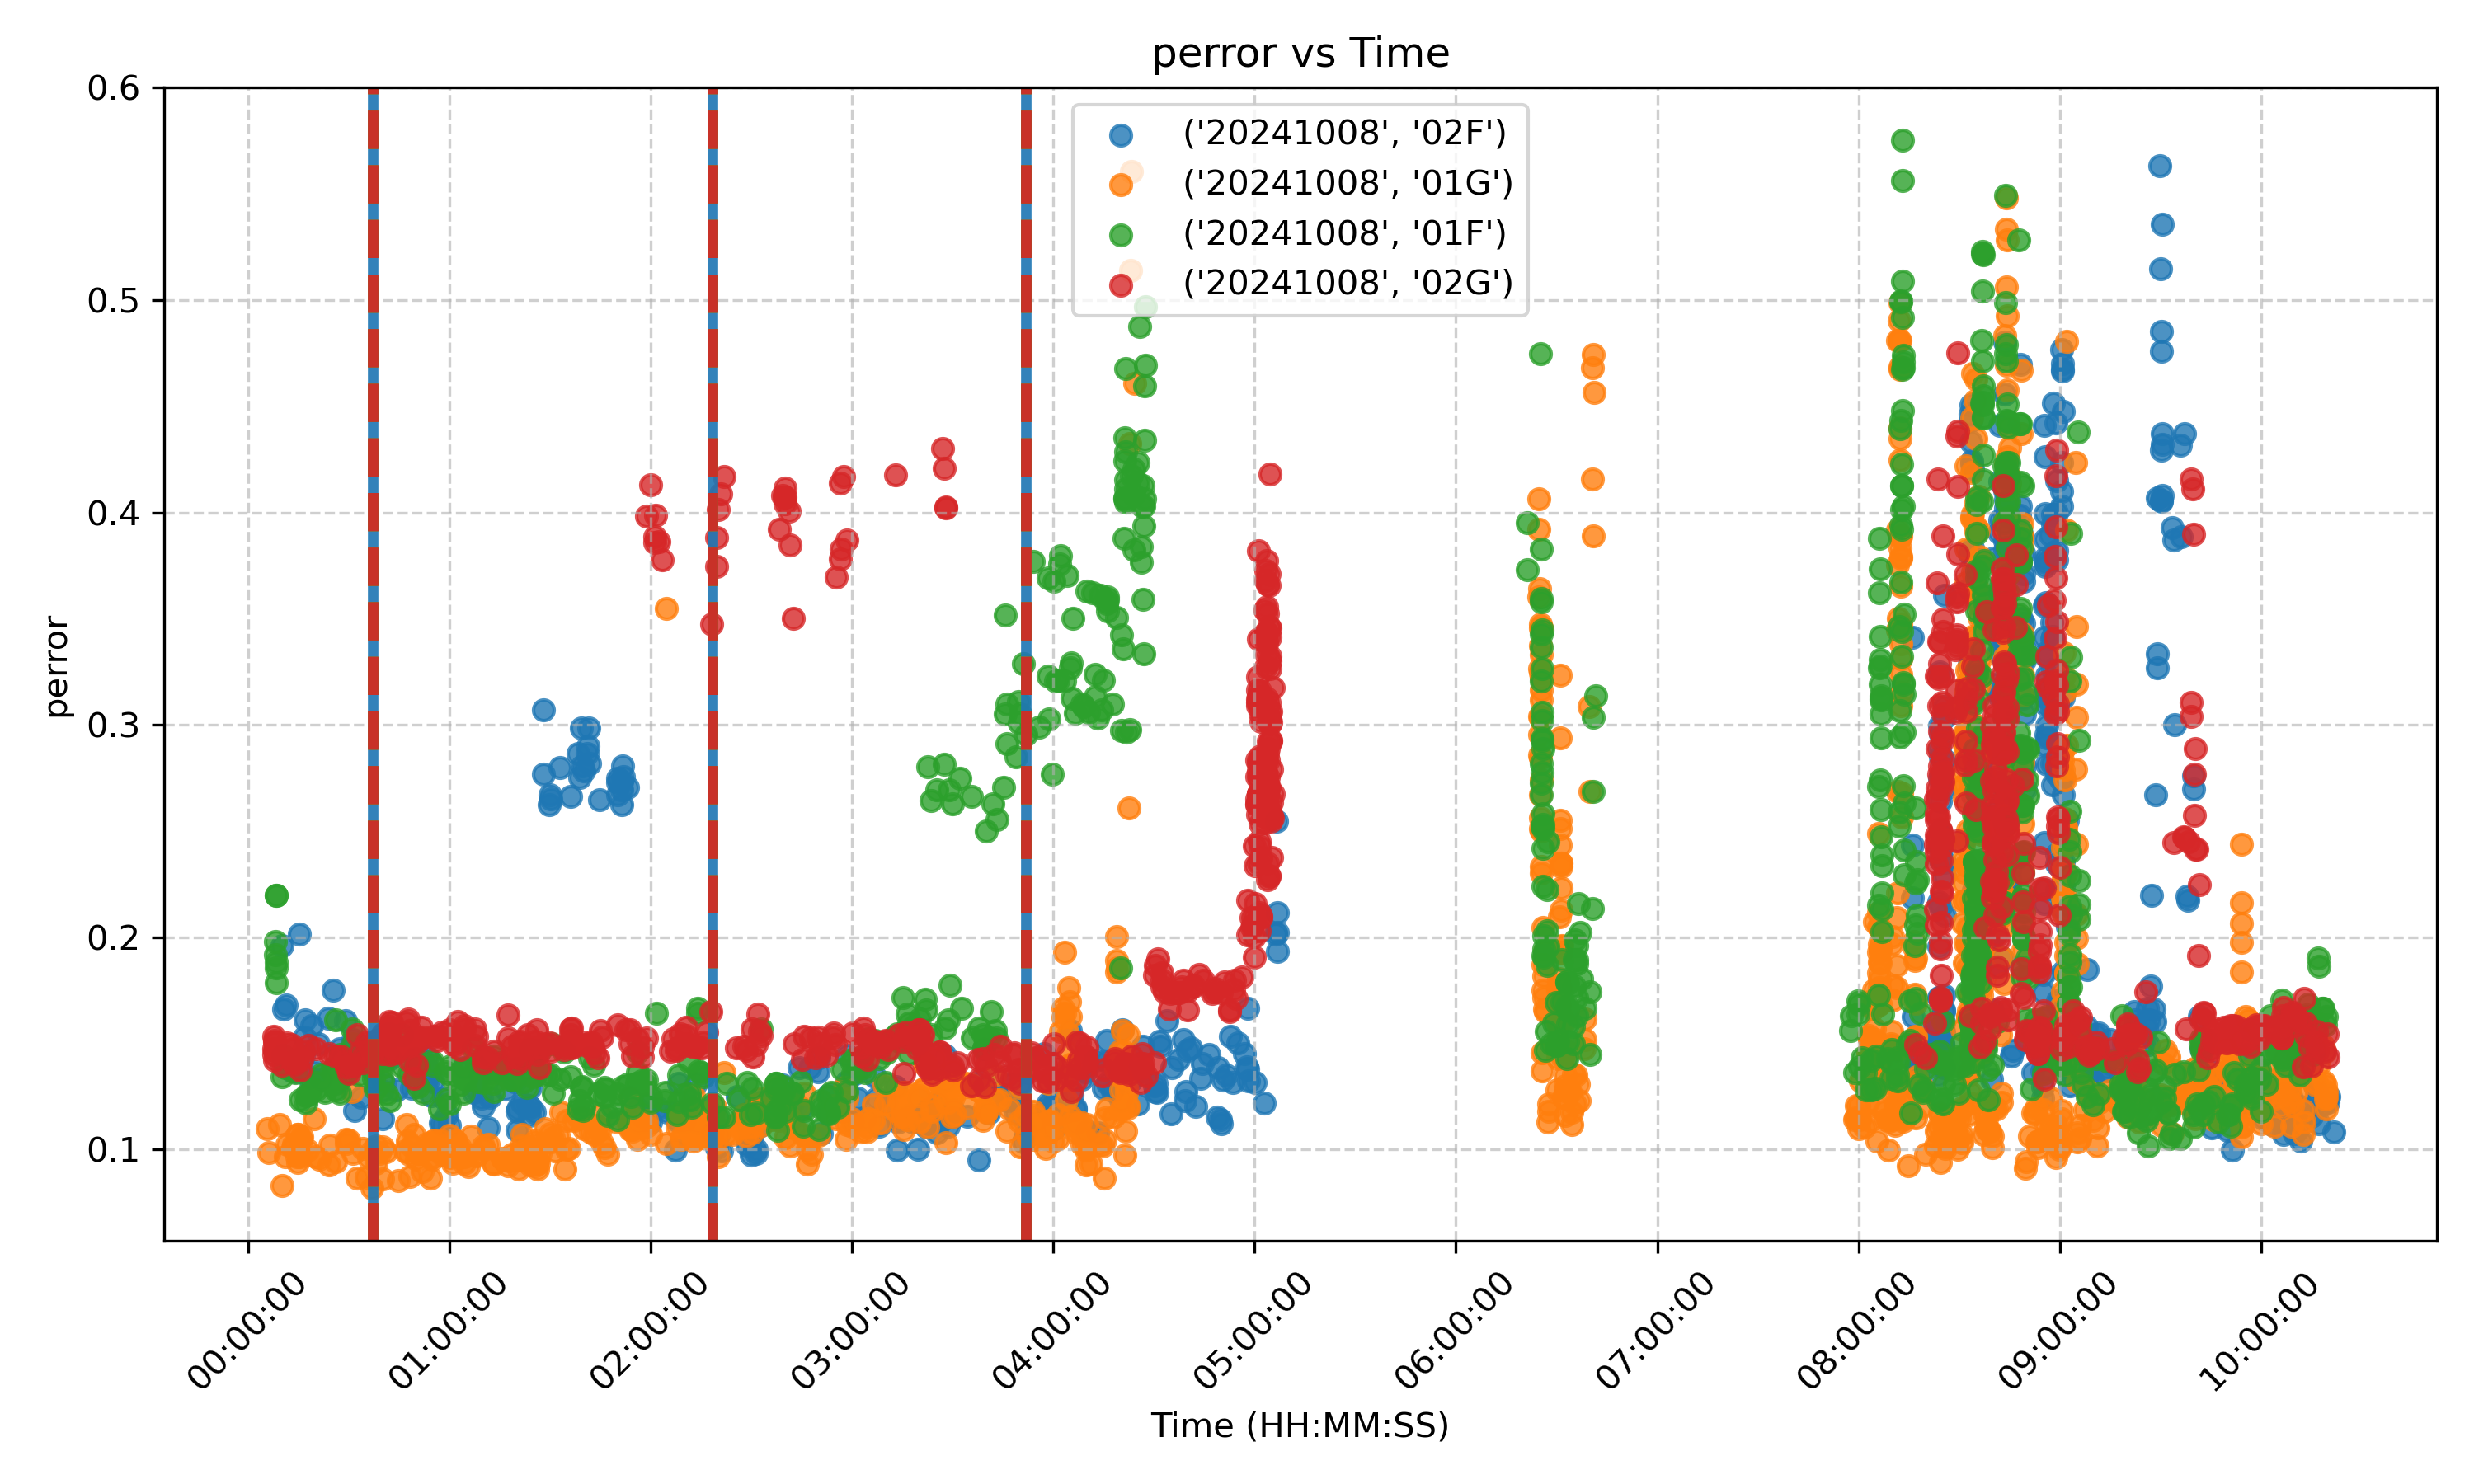 perror vs Time
0.6
0.5
0.4
0.3
0.2
0.1
perror
('20241008', '02F')
('20241008', '01G')
('20241008', '01F')
('20241008', '02G')
00:00:00
01:00:00
02:00:00
03:00:00
04:00:00
05:00:00
06:00:00
07:00:00
08:00:00
09:00:00
10:00:00
Time (HH:MM:SS)